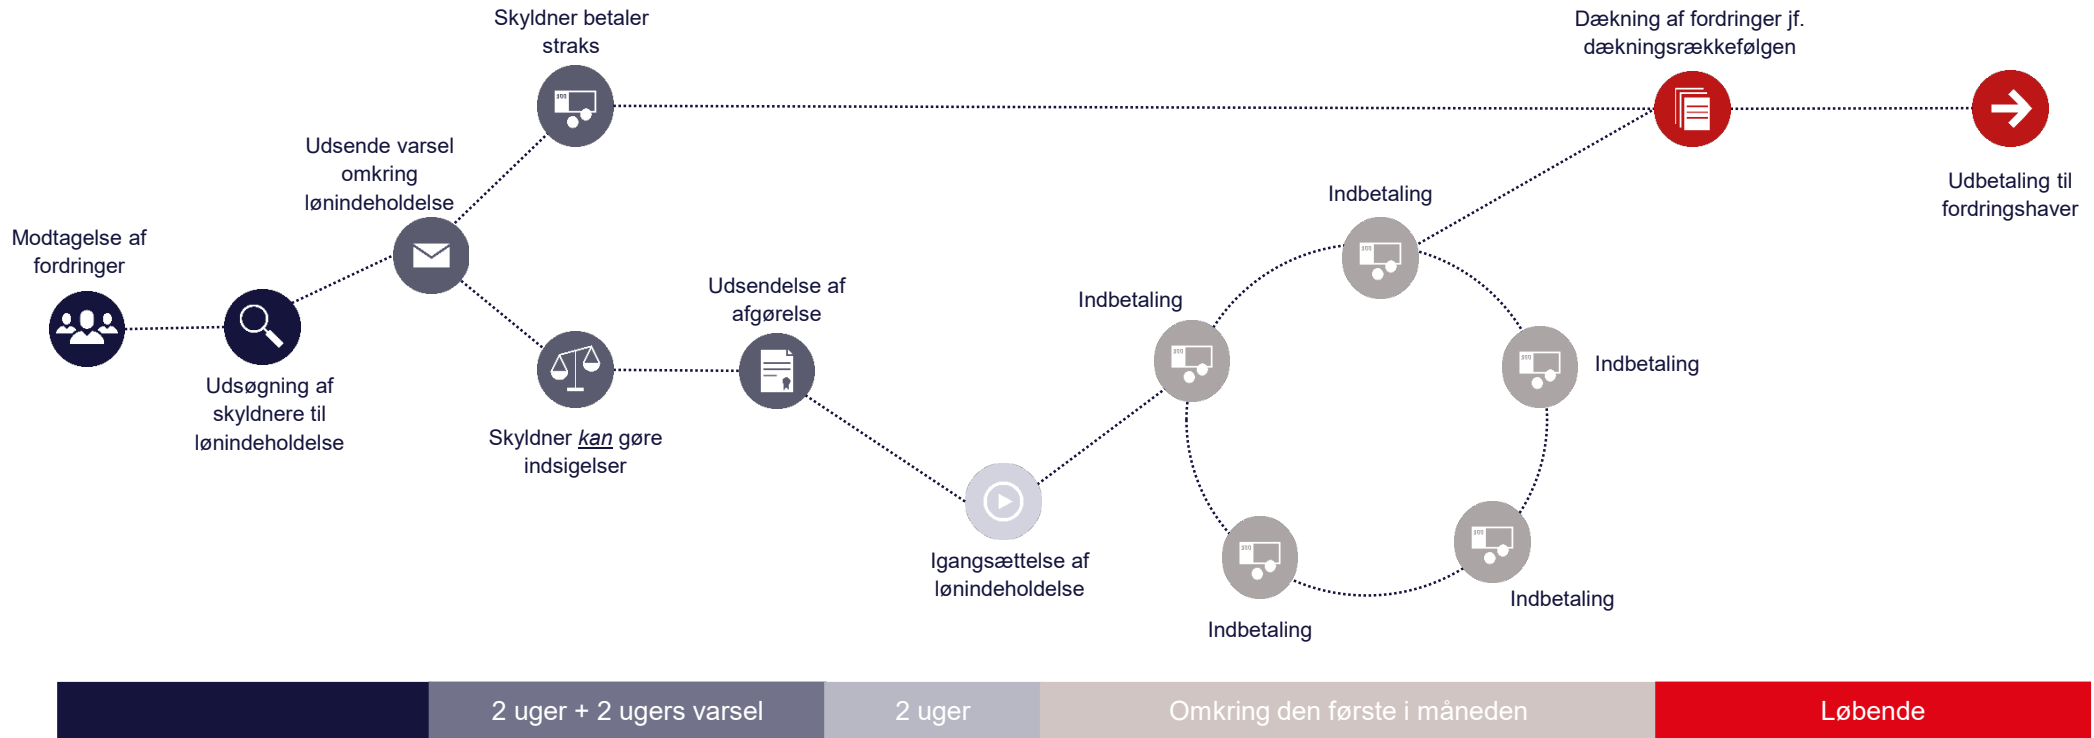 Skyldner betaler
straks
Dækning af fordringer jf.
dækningsrækkefølgen
Udsende varsel
omkring
lønindeholdelse
Indbetaling
Udbetaling til
fordringshaver
Modtagelse af
fordringer
Udsendelse af
afgørelse
Indbetaling
Indbetaling
Udsøgning af
skyldnere til
lønindeholdelse
Skyldner kan gøre
indsigelser
Igangsættelse af
lønindeholdelse
Indbetaling
Indbetaling
2 uger + 2 ugers varsel
2 uger
Omkring den første i måneden
Løbende